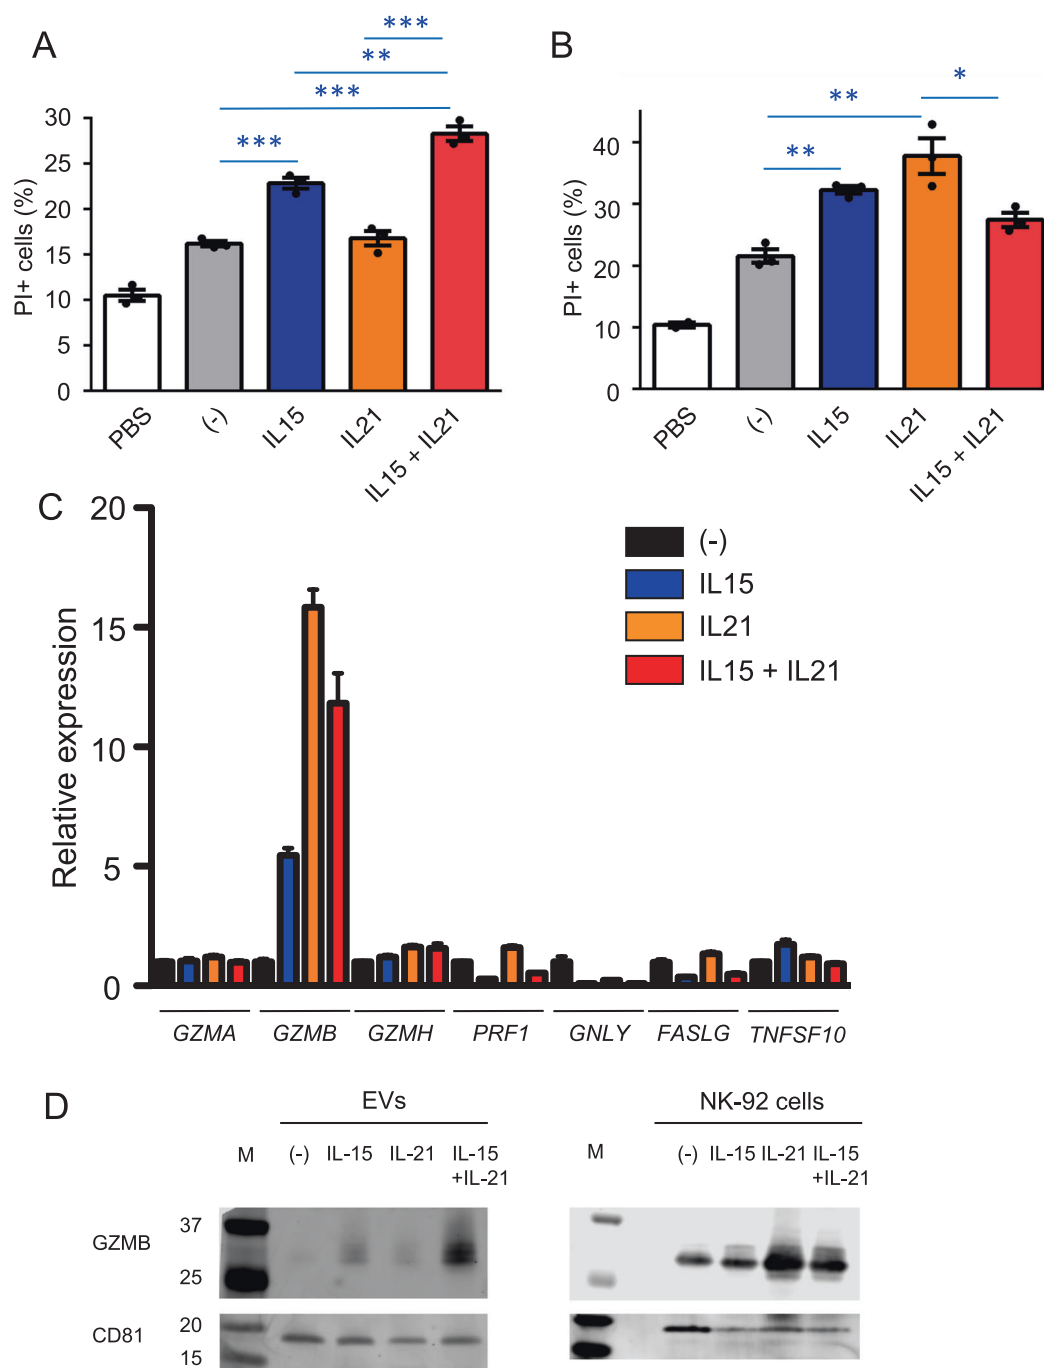 A
***
**
***
***
PI+ cells (%)
30
25
20
15
10
5
0
PBS
(-)
IL15
IL21
IL15 + IL21
B
*
**
**
PI+ cells (%)
40
30
20
10
0
PBS
(-)
IL15
IL21
IL15 + IL21
C
Relative expression
20
15
10
5
0
(-)
IL15
IL21
IL15 + IL21
GZMA GZMB GZMH PRF1 GNLY FASLG TNFSF10
D
EVs
M (-) IL-15 IL-21 IL-15
+IL-21
GZMB
37
25
CD81
20
15
NK-92 cells
M (-) IL-15 IL-21 IL-15
+IL-21